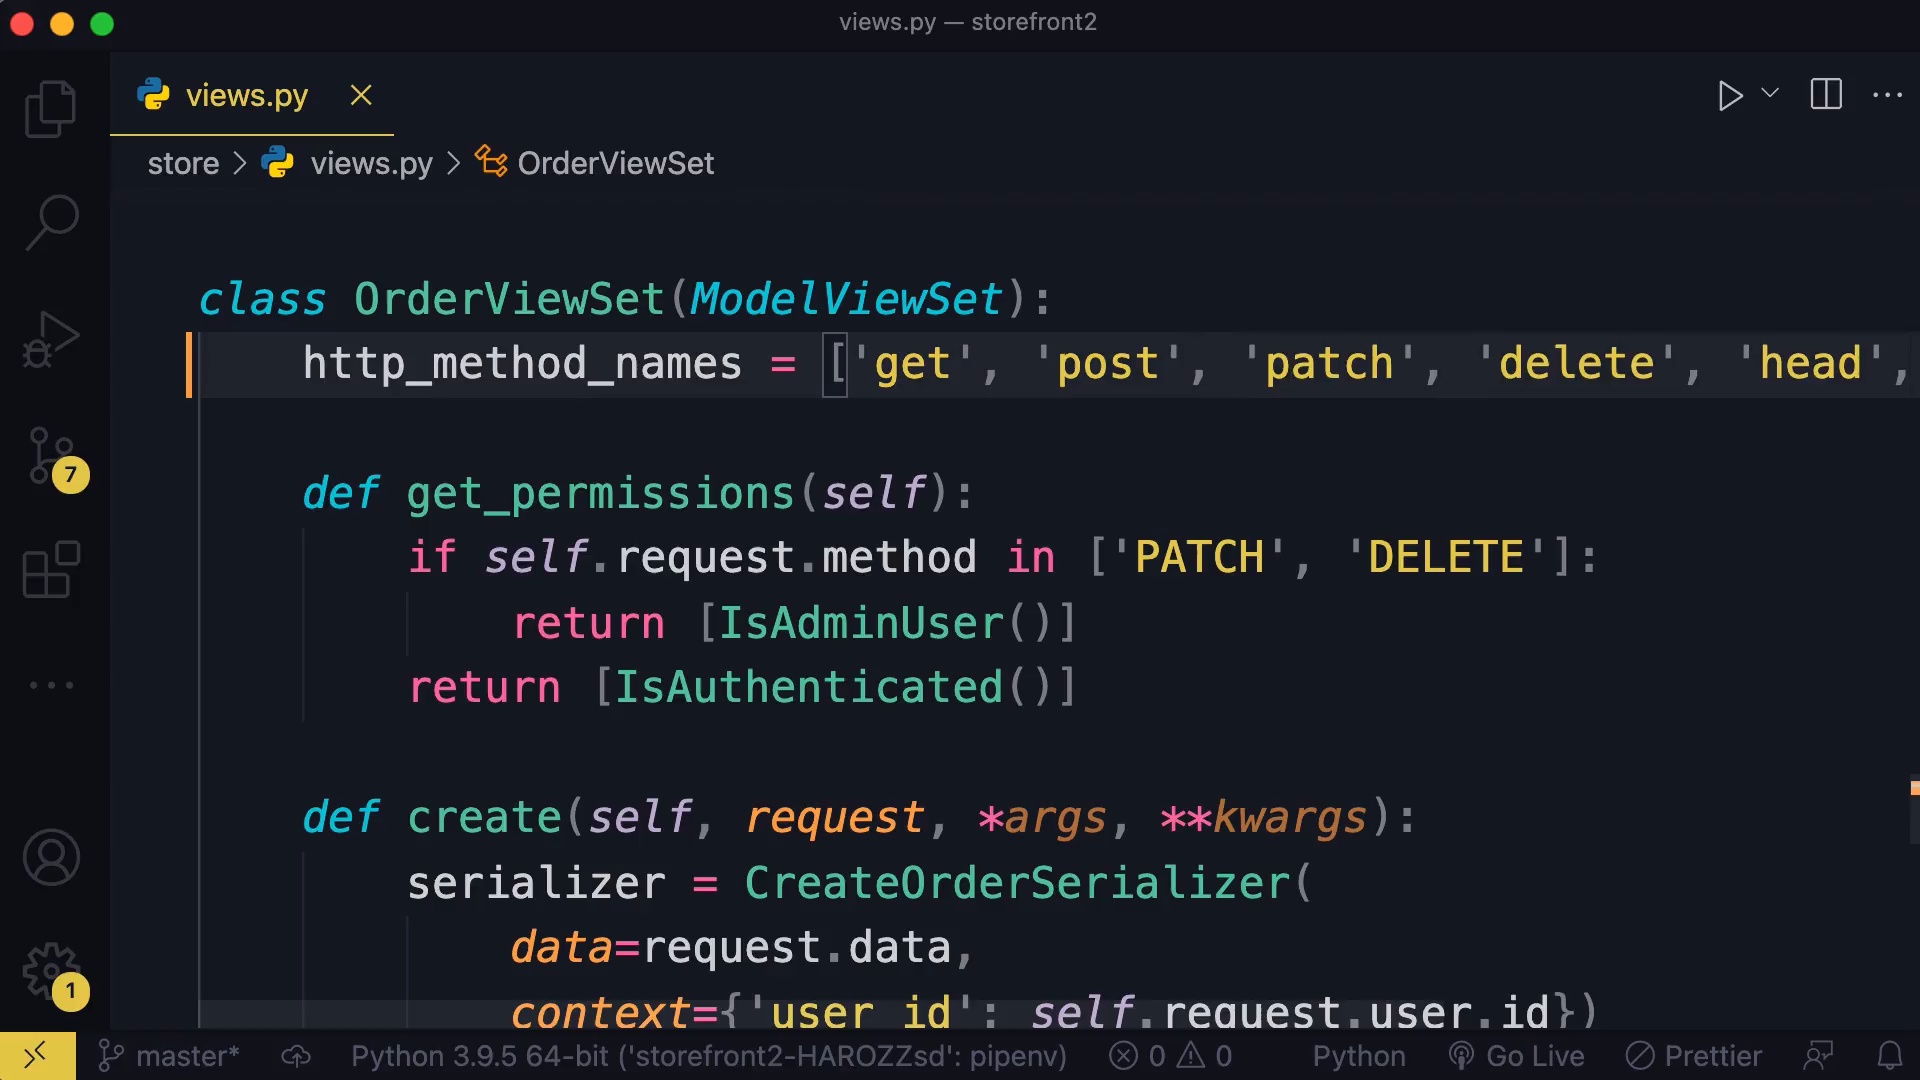 views.py — storefront2
views.py
store > views.py > OrderViewSet
class OrderViewSet(ModelViewSet):
    http_method_names = ['get', 'post', 'patch', 'delete', 'head',
    def get_permissions(self):
        if self.request.method in ['PATCH', 'DELETE']:
            return [IsAdminUser()]
        return [IsAuthenticated()]
    def create(self, request, *args, **kwargs):
        serializer = CreateOrderSerializer(
            data=request.data,
            context={'user_id': self.request.user.id})
7
1
master* Python 3.9.5 64-bit ('storefront2-HAROZZsd': pipenv) 0 0 Python Go Live Prettier